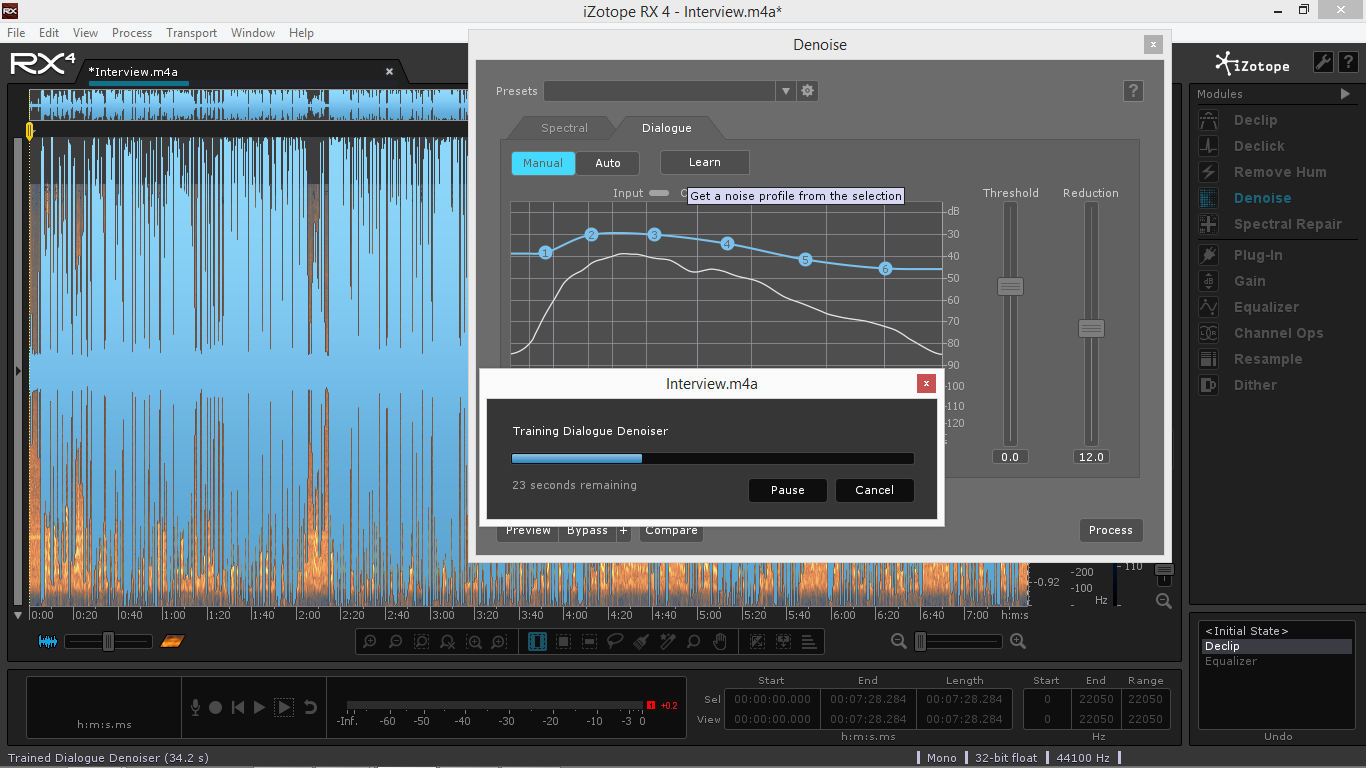 iZotope RX 4 - Interview.m4a*
File Edit View Process Transport Window Help
RX4
*Interview.m4a x
Denoise
Presets
?
Spectral Dialogue
Manual Auto Learn
Input
Get a noise profile from the selection
Threshold Reduction
dB
-30
-40
-50
-60
-70
-80
-90
-100
-110
-120
1 2 3 4 5 6
0.0 12.0
Interview.m4a
Training Dialogue Denoiser
23 seconds remaining
Pause Cancel
Preview Bypass + Compare Process
iZotope
?
Modules
Declip
Declick
Remove Hum
Denoise
Spectral Repair
Plug-In
Gain
Equalizer
Channel Ops
Resample
Dither
-0.92
-200
-100
Hz
110
0:00 0:20 0:40 1:00 1:20 1:40 2:00 2:20 2:40 3:00 3:20 3:40 4:00 4:20 4:40 5:00 5:20 5:40 6:00 6:20 6:40 7:00 h:m:s
<Initial State>
Declip
Equalizer
Undo
h:m:s.ms
-Inf. -60 -50 -40 -30 -20 -10 -3 0
+0.2
Start End Length
Sel 00:00:00.000 00:07:28.284 00:07:28.284
View 00:00:00.000 00:07:28.284 00:07:28.284
h:m:s.ms
Start End Range
0 22050 22050
0 22050 22050
Hz
Trained Dialogue Denoiser (34.2 s)
Mono | 32-bit float | 44100 Hz